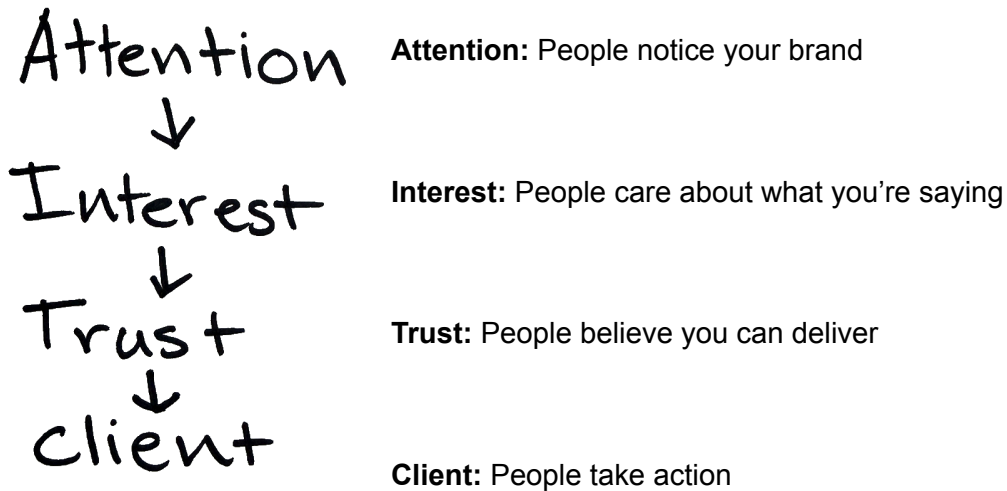 Attention
Attention: People notice your brand
Interest
Interest: People care about what you’re saying
Trust
Trust: People believe you can deliver
Client
Client: People take action